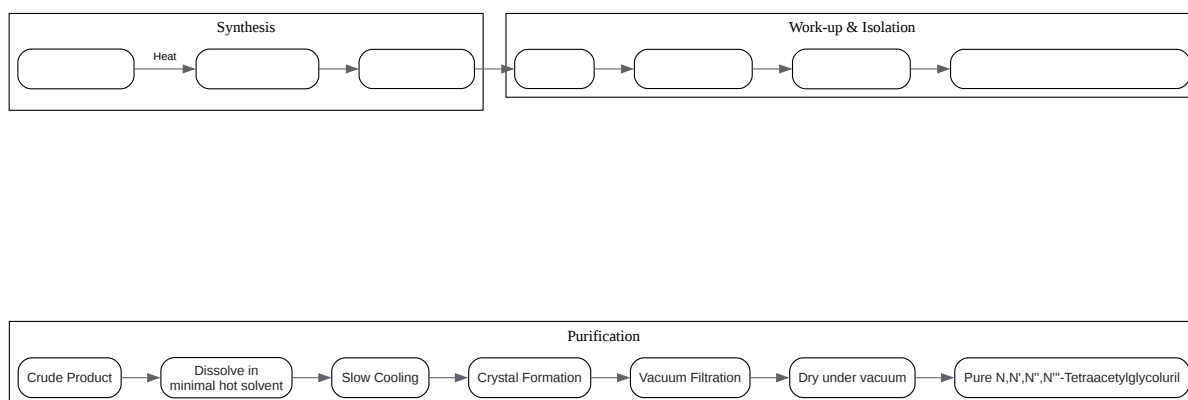 Synthesis
Work-up & Isolation
Heat
Purification
Crude Product
Dissolve in
minimal hot solvent
Slow Cooling
Crystal Formation
Vacuum Filtration
Dry under vacuum
Pure N,N',N'',N'''-Tetraacetylglycoluril